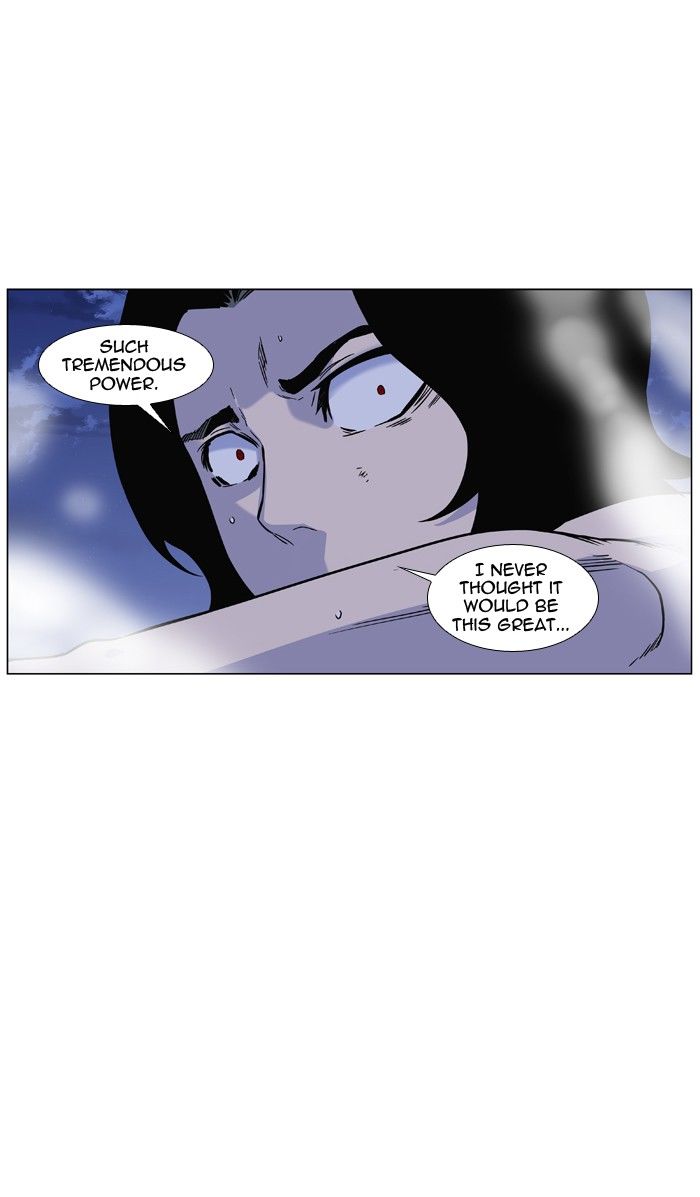 SUCH
TREMENDOUS
POWER.
I NEVER
THOUGHT IT
WOULD BE
THIS GREAT...